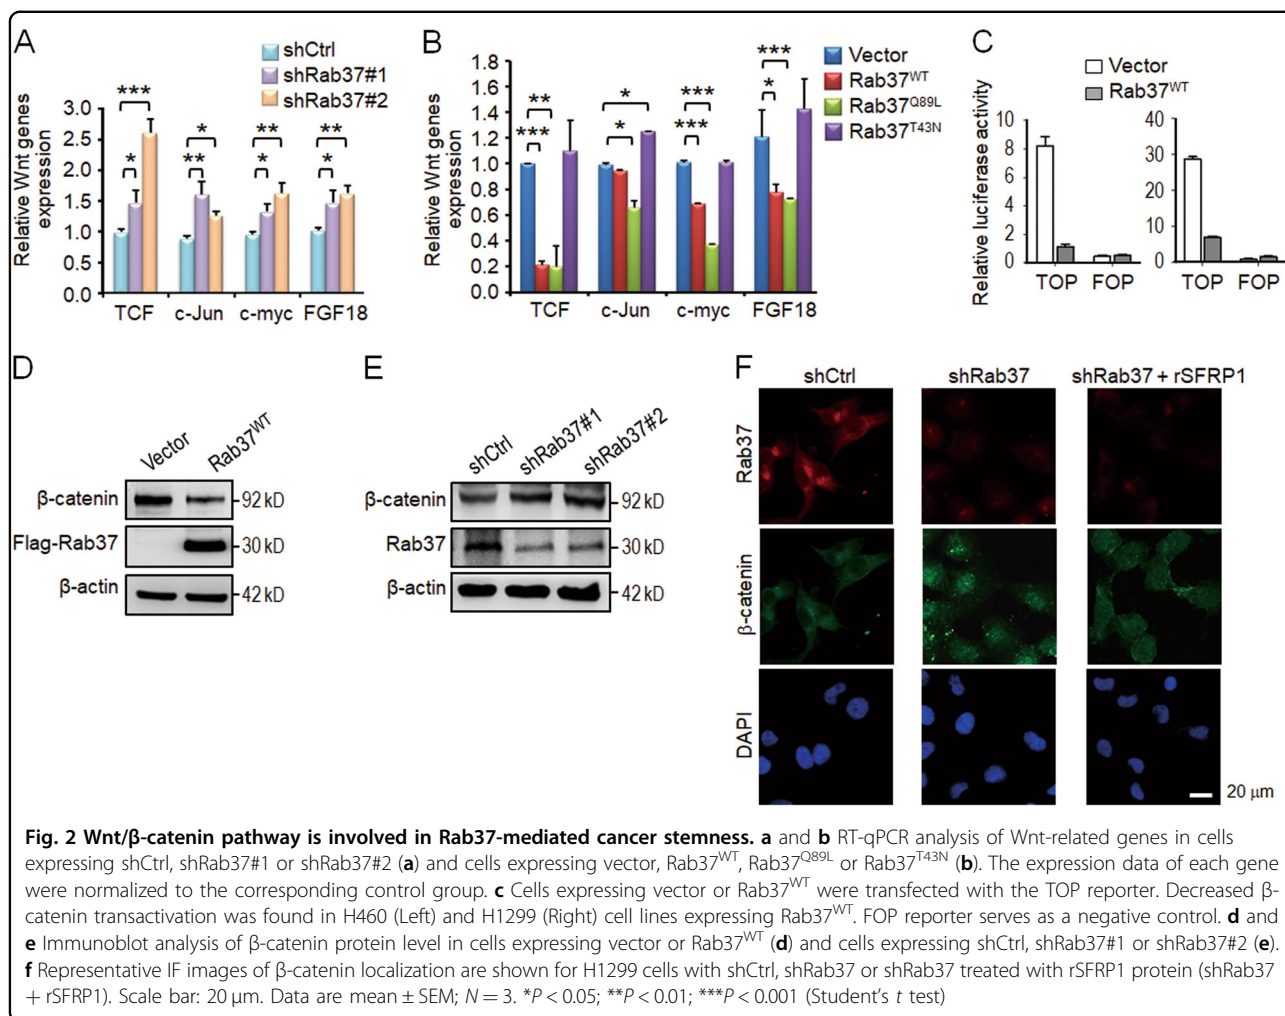 A
shCtrl
shRab37#1
shRab37#2
Relative Wnt genes
expression
3.0
2.5
2.0
1.5
1.0
0.5
0.0
***
*
**
*
*
**
*
**
TCF c-Jun c-myc FGF18
B
Vector
Rab37WT
Rab37Q89L
Rab37T43N
Relative Wnt genes
expression
1.8
1.6
1.4
1.2
1.0
0.8
0.6
0.4
0.2
0.0
**
***
*
*
***
***
***
*
TCF c-Jun c-myc FGF18
C
Vector
Rab37WT
Relative luciferase activity
10
8
6
4
2
0
TOP FOP
40
30
20
10
0
TOP FOP
D
Vector
Rab37WT
β-catenin 92 kD
Flag-Rab37 30 kD
β-actin 42 kD
E
shCtrl
shRab37#1
shRab37#2
β-catenin 92 kD
Rab37 30 kD
β-actin 42 kD
F
shCtrl shRab37 shRab37 + rSFRP1
Rab37
β-catenin
DAPI
20 μm
Fig. 2 Wnt/β-catenin pathway is involved in Rab37-mediated cancer stemness. a and b RT-qPCR analysis of Wnt-related genes in cells
expressing shCtrl, shRab37#1 or shRab37#2 (a) and cells expressing vector, Rab37WT, Rab37Q89L or Rab37T43N (b). The expression data of each gene
were normalized to the corresponding control group. c Cells expressing vector or Rab37WT were transfected with the TOP reporter. Decreased β-
catenin transactivation was found in H460 (Left) and H1299 (Right) cell lines expressing Rab37WT. FOP reporter serves as a negative control. d and
e Immunoblot analysis of β-catenin protein level in cells expressing vector or Rab37WT (d) and cells expressing shCtrl, shRab37#1 or shRab37#2 (e).
f Representative IF images of β-catenin localization are shown for H1299 cells with shCtrl, shRab37 or shRab37 treated with rSFRP1 protein (shRab37
+ rSFRP1). Scale bar: 20 μm. Data are mean ± SEM; N = 3. *P < 0.05; **P < 0.01; ***P < 0.001 (Student's t test)